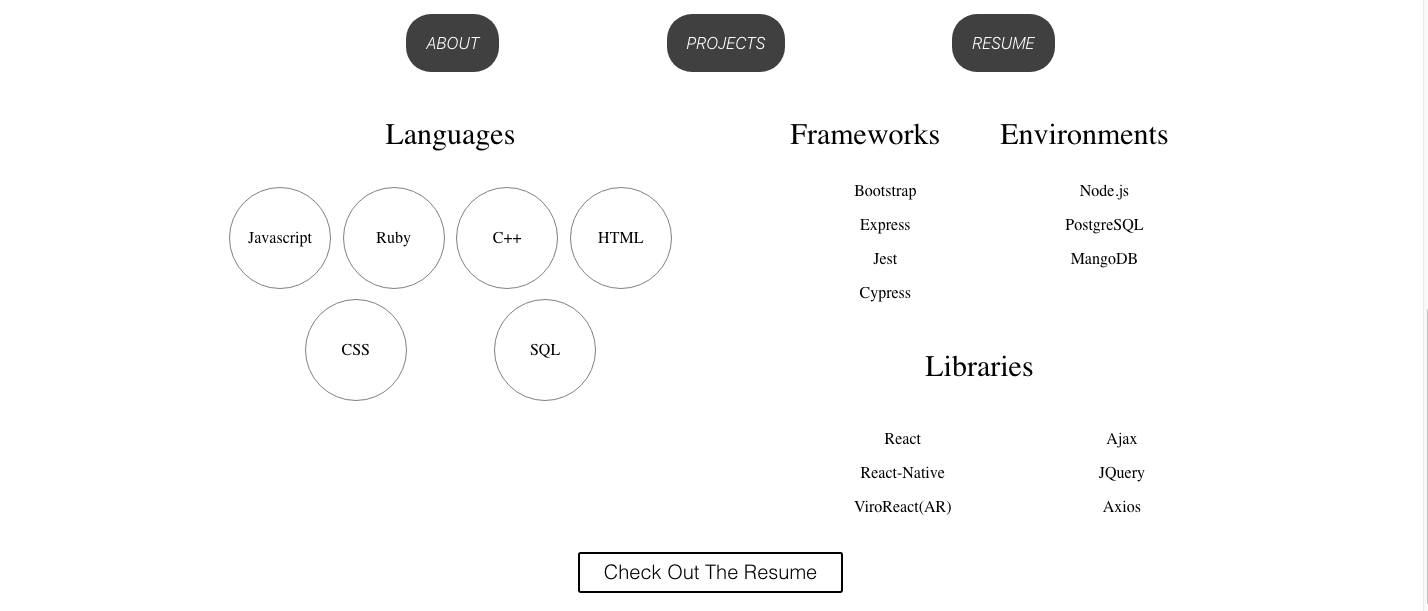 ABOUT
PROJECTS
RESUME
Languages
Javascript
Ruby
C++
HTML
CSS
SQL
Frameworks
Bootstrap
Express
Jest
Cypress
Environments
Node.js
PostgreSQL
MangoDB
Libraries
React
React-Native
ViroReact(AR)
Ajax
JQuery
Axios
Check Out The Resume